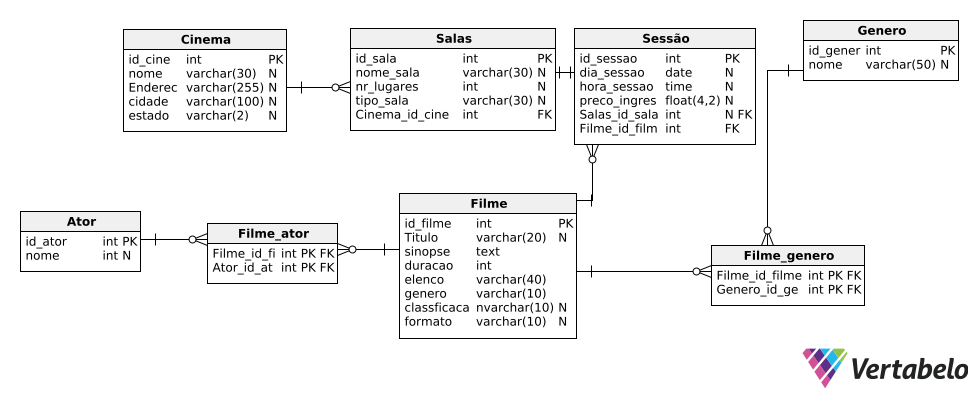 Cinema
id_cine int PK
nome varchar(30) N
Enderec varchar(255) N
cidade varchar(100) N
estado varchar(2) N
Salas
id_sala int PK
nome_sala varchar(30) N
nr_lugares int N
tipo_sala varchar(30) N
Cinema_id_cine int FK
Sessão
id_sessao int PK
dia_sessao date N
hora_sessao time N
preco_ingres float(4,2) N
Salas_id_sala int N FK
Filme_id_film int FK
Genero
id_gener int PK
nome varchar(50) N
Ator
id_ator int PK
nome int N
Filme_ator
Filme_id_fi int PK FK
Ator_id_at int PK FK
Filme
id_filme int PK
Titulo varchar(20) N
sinopse text
duracao int
elenco varchar(40)
genero varchar(10)
classficaca nvarchar(10) N
formato varchar(10) N
Filme_genero
Filme_id_filme int PK FK
Genero_id_ge int PK FK
Vertabelo